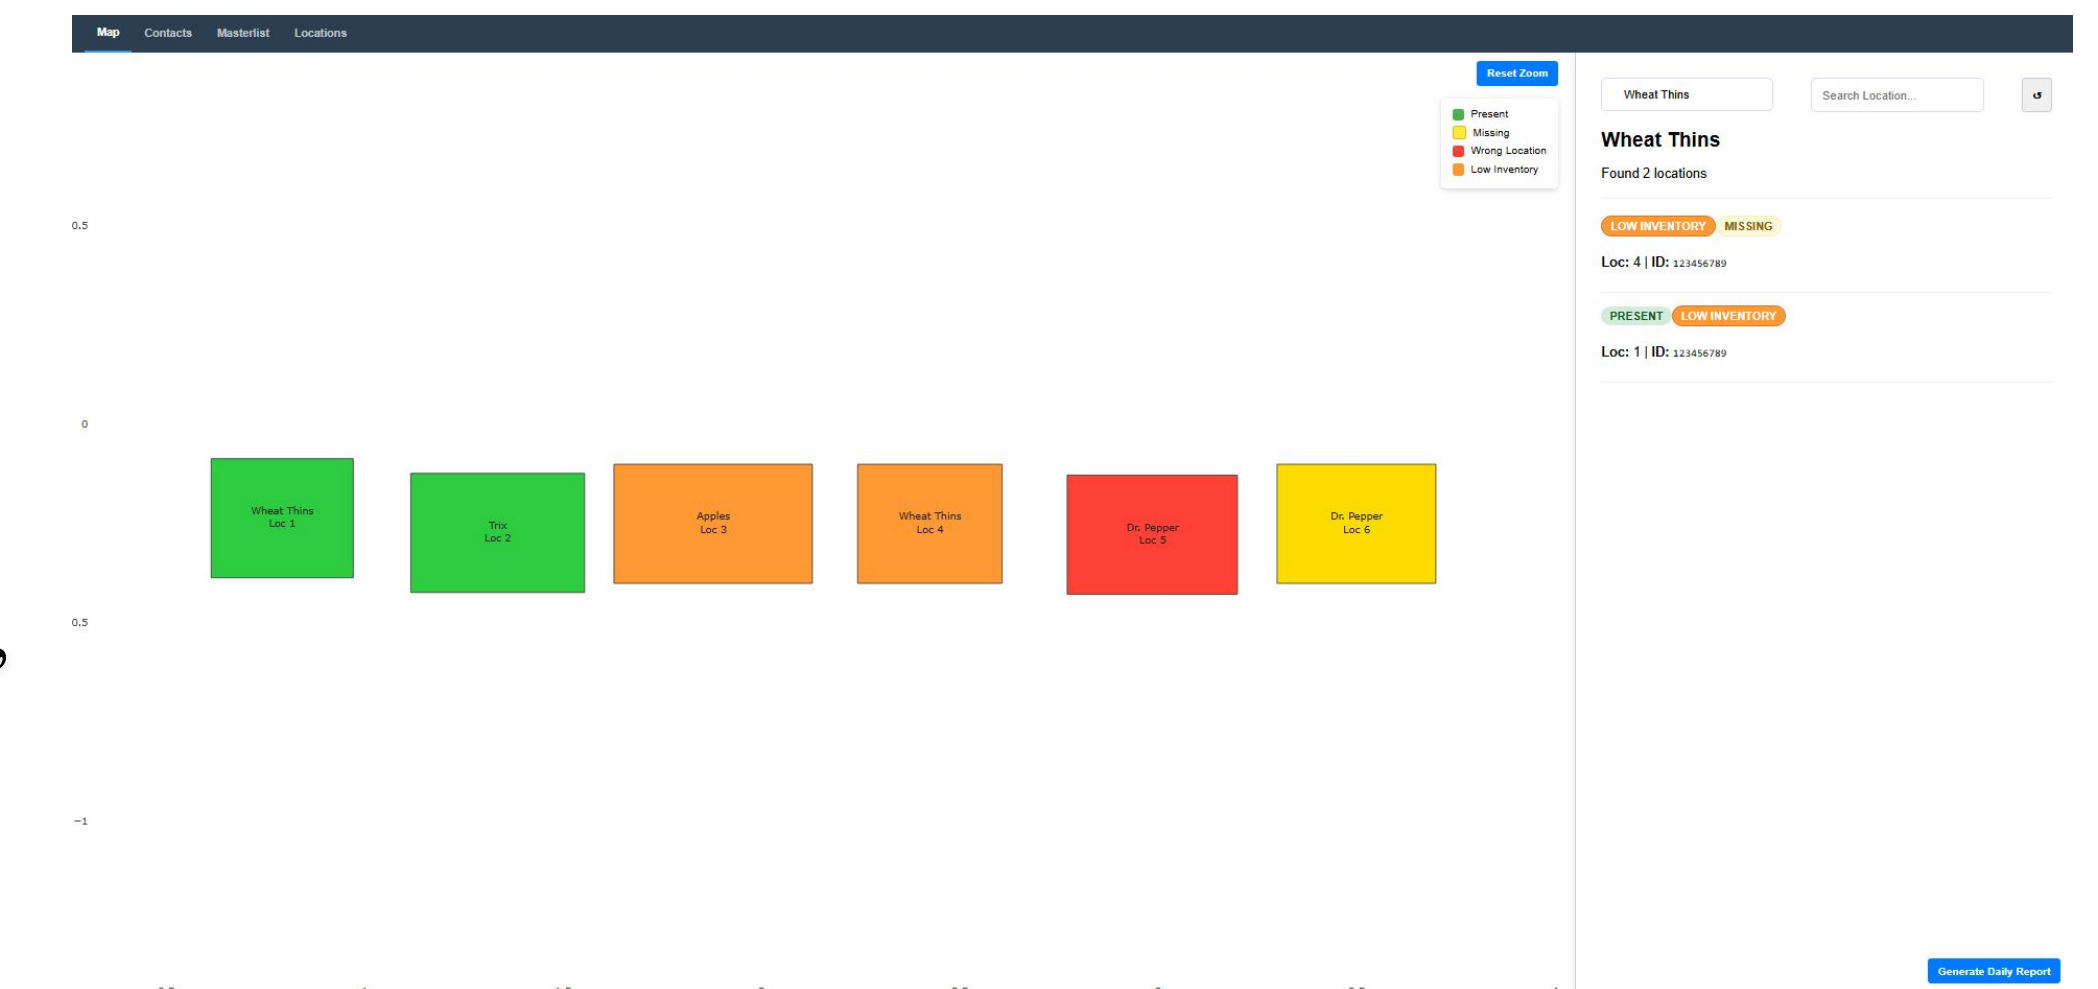 Map Contacts Masterlist Locations
Reset Zoom
Present
Missing
Wrong Location
Low Inventory
0.5
0
0.5
−1
Wheat Thins
Loc 1
Trix
Loc 2
Apples
Loc 3
Wheat Thins
Loc 4
Dr. Pepper
Loc 5
Dr. Pepper
Loc 6
Wheat Thins Search Location... ↺
Wheat Thins
Found 2 locations
LOW INVENTORY MISSING
Loc: 4 | ID: 123456789
PRESENT LOW INVENTORY
Loc: 1 | ID: 123456789
Generate Daily Report